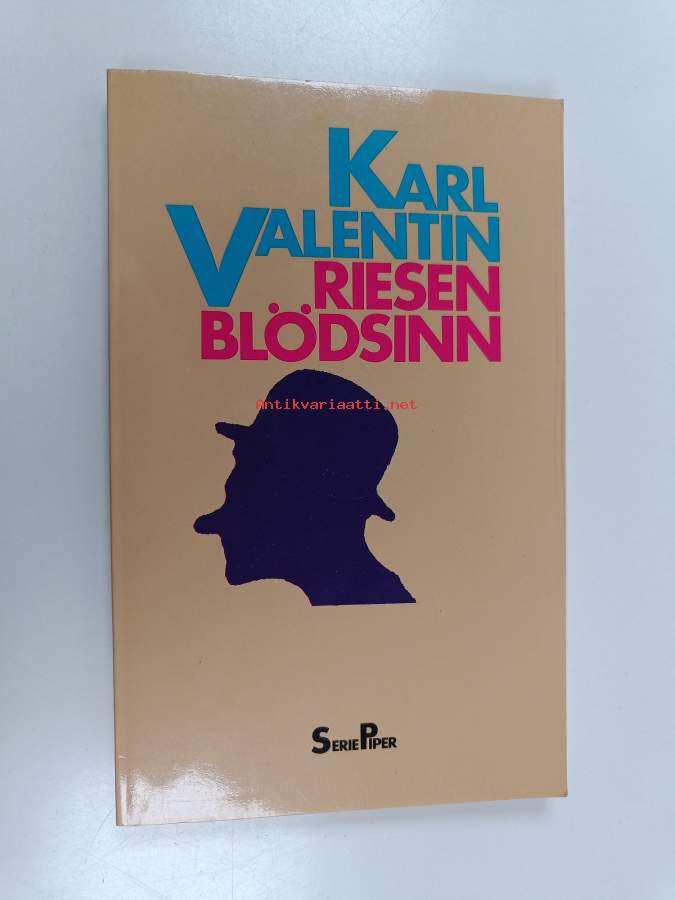 KARL
VALENTIN
RIESEN
BLÖDSINN
Antikvariaatti.net
SERIE PIPER